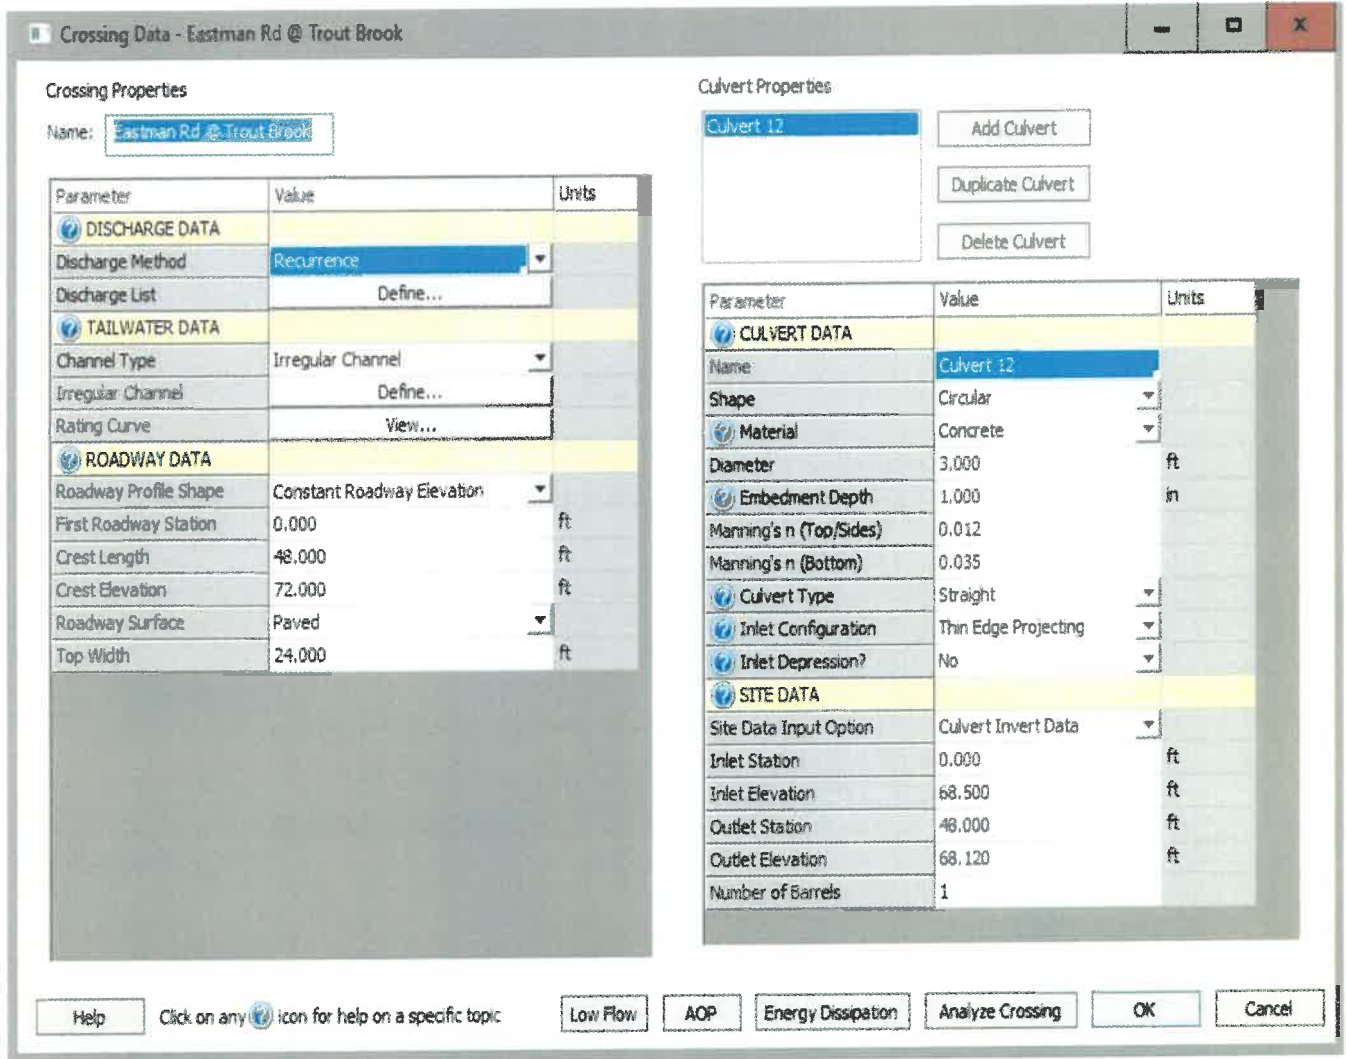 Crossing Data - Eastman Rd @ Trout Brook
Crossing Properties
Name: Eastman Rd @ Trout Brook
Parameter Value Units
DISCHARGE DATA
Discharge Method Recurrence
Discharge List Define...
TAILWATER DATA
Channel Type Irregular Channel
Irregular Channel Define...
Rating Curve View...
ROADWAY DATA
Roadway Profile Shape Constant Roadway Elevation
First Roadway Station 0.000 ft
Crest Length 48.000 ft
Crest Elevation 72.000 ft
Roadway Surface Paved
Top Width 24.000 ft
Culvert Properties
Culvert 12
Add Culvert
Duplicate Culvert
Delete Culvert
Parameter Value Units
CULVERT DATA
Name Culvert 12
Shape Circular
Material Concrete
Diameter 3.000 ft
Embedment Depth 1.000 in
Manning's n (Top/Sides) 0.012
Manning's n (Bottom) 0.035
Culvert Type Straight
Inlet Configuration Thin Edge Projecting
Inlet Depression? No
SITE DATA
Site Data Input Option Culvert Invert Data
Inlet Station 0.000 ft
Inlet Elevation 68.500 ft
Outlet Station 48.000 ft
Outlet Elevation 68.120 ft
Number of Barrels 1
Help Click on any ? icon for help on a specific topic Low Flow AOP Energy Dissipation Analyze Crossing OK Cancel